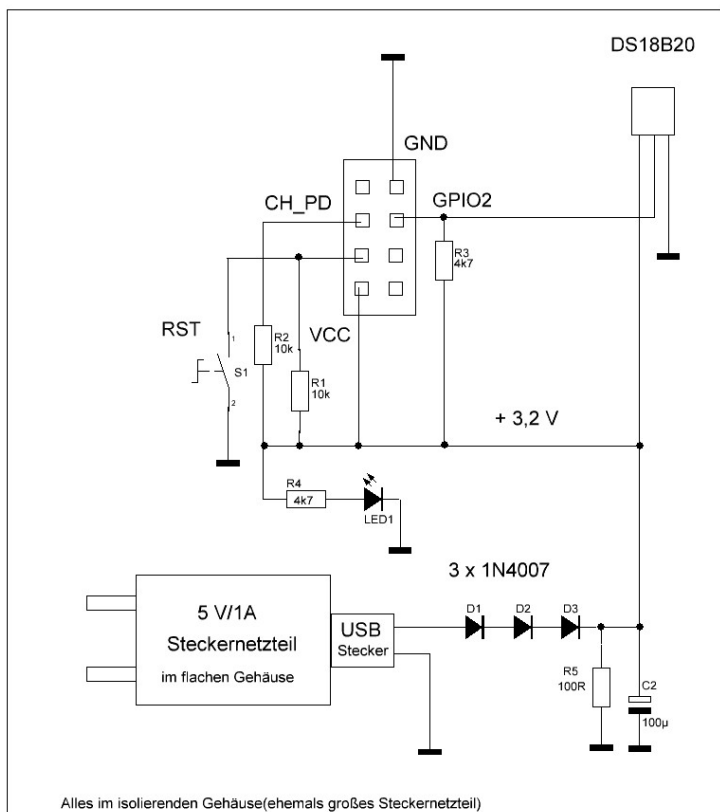 DS18B20
GND
CH_PD
GPIO2
R3
4k7
RST
1
S1
2
R2
10k
VCC
R1
10k
+ 3,2 V
R4
4k7
LED1
3 x 1N4007
5 V/1A
Steckernetzteil
im flachen Gehäuse
USB
Stecker
D1
D2
D3
R5
100R
C2
100µ
Alles im isolierenden Gehäuse(ehemals großes Steckernetzteil)